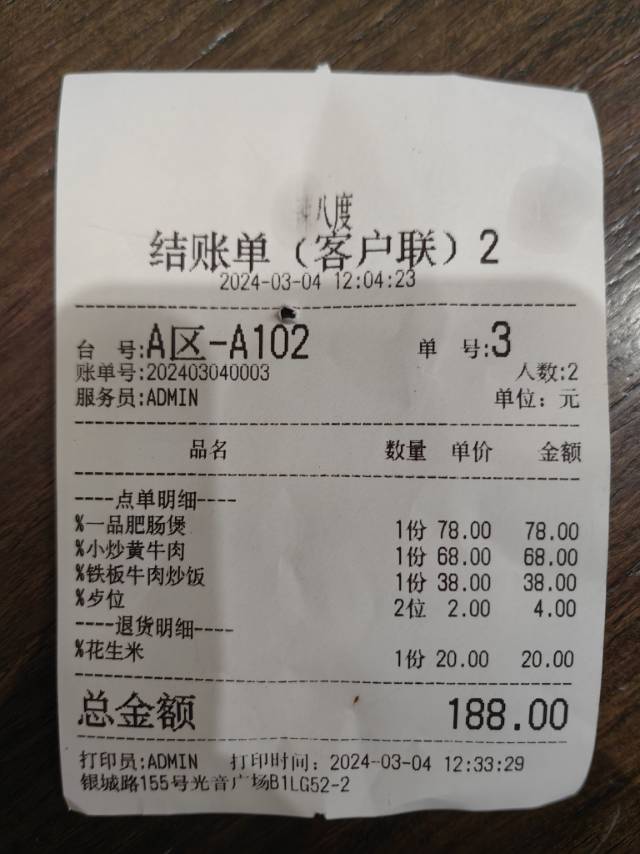 八度
结账单（客户联）2
2024-03-04 12:04:23
台 号:A区-A102 单 号:3
账单号:202403040003 人数:2
服务员:ADMIN 单位：元
品名 数量 单价 金额
----点单明细----
%一品肥肠煲 1份 78.00 78.00
%小炒黄牛肉 1份 68.00 68.00
%铁板牛肉炒饭 1份 38.00 38.00
%歺位 2位 2.00 4.00
----退货明细----
%花生米 1份 20.00 20.00
总金额 188.00
打印员:ADMIN 打印时间：2024-03-04 12:33:29
银城路155号光音广场B1LG52-2